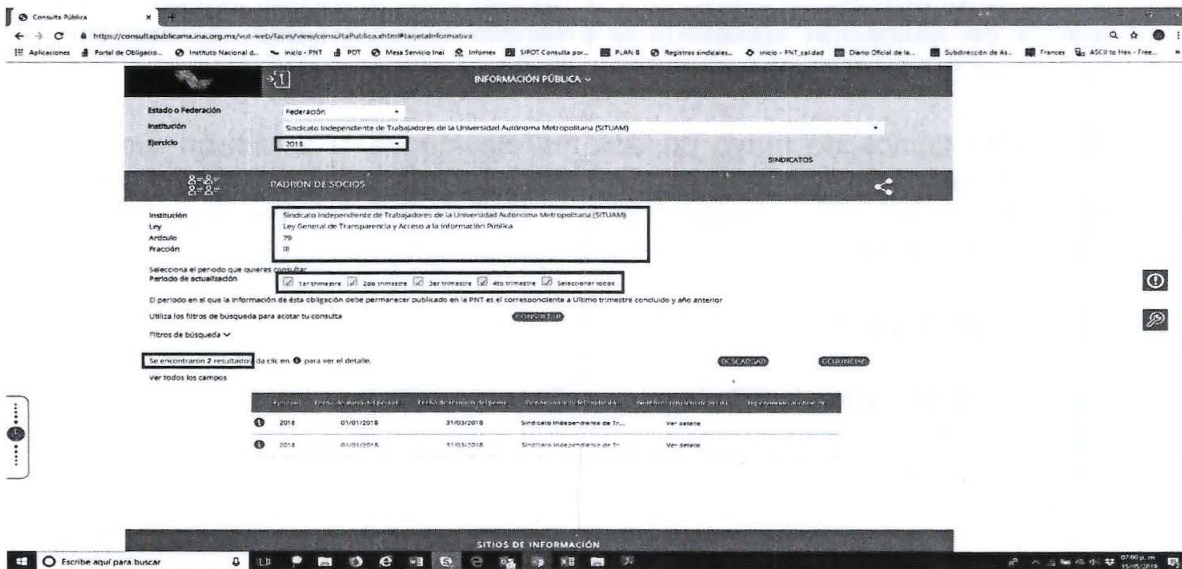 Consulta Pública
https://consultapublicamx.inai.org.mx/vut-web/faces/view/consultaPublica.xhtml#tarjetaInformativa
Aplicaciones Portal de Obligacio... Instituto Nacional d... Inicio - PNT POT Mesa Servicio Inai Infomex SIPOT Consulta por... PLAN B Registros sindicales... Inicio - PNT_calidad Diario Oficial de la... Subdirección de As... Frances ASCII to Hex - Free... »
INFORMACIÓN PÚBLICA
Estado o Federación Federación
Institución Sindicato Independiente de Trabajadores de la Universidad Autónoma Metropolitana (SITUAM)
Ejercicio 2018
SINDICATOS
PADRÓN DE SOCIOS
Institución Sindicato Independiente de Trabajadores de la Universidad Autónoma Metropolitana (SITUAM)
Ley Ley General de Transparencia y Acceso a la Información Pública
Artículo 79
Fracción III
Selecciona el periodo que quieres consultar
Periodo de actualización 1er trimestre 2do trimestre 3er trimestre 4to trimestre Seleccionar todos
El periodo en el que la información de ésta obligación debe permanecer publicado en la PNT es el correspondiente a Último trimestre concluido y año anterior
Utiliza los filtros de búsqueda para acotar tu consulta CONSULTAR
Filtros de búsqueda
Se encontraron 2 resultados, da clic en para ver el detalle. DESCARGAR DENUNCIAR
Ver todos los campos
2018 01/01/2018 31/03/2018 Sindicato Independiente de Tr... Ver detalle
2018 01/01/2018 31/03/2018 Sindicato Independiente de Tr... Ver detalle
SITIOS DE INFORMACIÓN
Escribe aquí para buscar
07:00 p. m.
15/05/2019